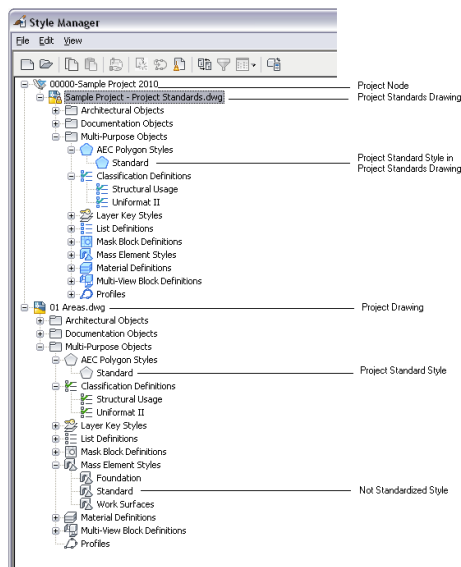 Style Manager
File Edit View
00000-Sample Project 2010
Project Node
Sample Project - Project Standards.dwg
Project Standards Drawing
Architectural Objects
Documentation Objects
Multi-Purpose Objects
AEC Polygon Styles
Standard
Project Standard Style in
Project Standards Drawing
Classification Definitions
Structural Usage
Uniformat II
Layer Key Styles
List Definitions
Mask Block Definitions
Mass Element Styles
Material Definitions
Multi-View Block Definitions
Profiles
01 Areas.dwg
Project Drawing
Architectural Objects
Documentation Objects
Multi-Purpose Objects
AEC Polygon Styles
Standard
Project Standard Style
Classification Definitions
Structural Usage
Uniformat II
Layer Key Styles
List Definitions
Mask Block Definitions
Mass Element Styles
Foundation
Standard
Not Standardized Style
Work Surfaces
Material Definitions
Multi-View Block Definitions
Profiles